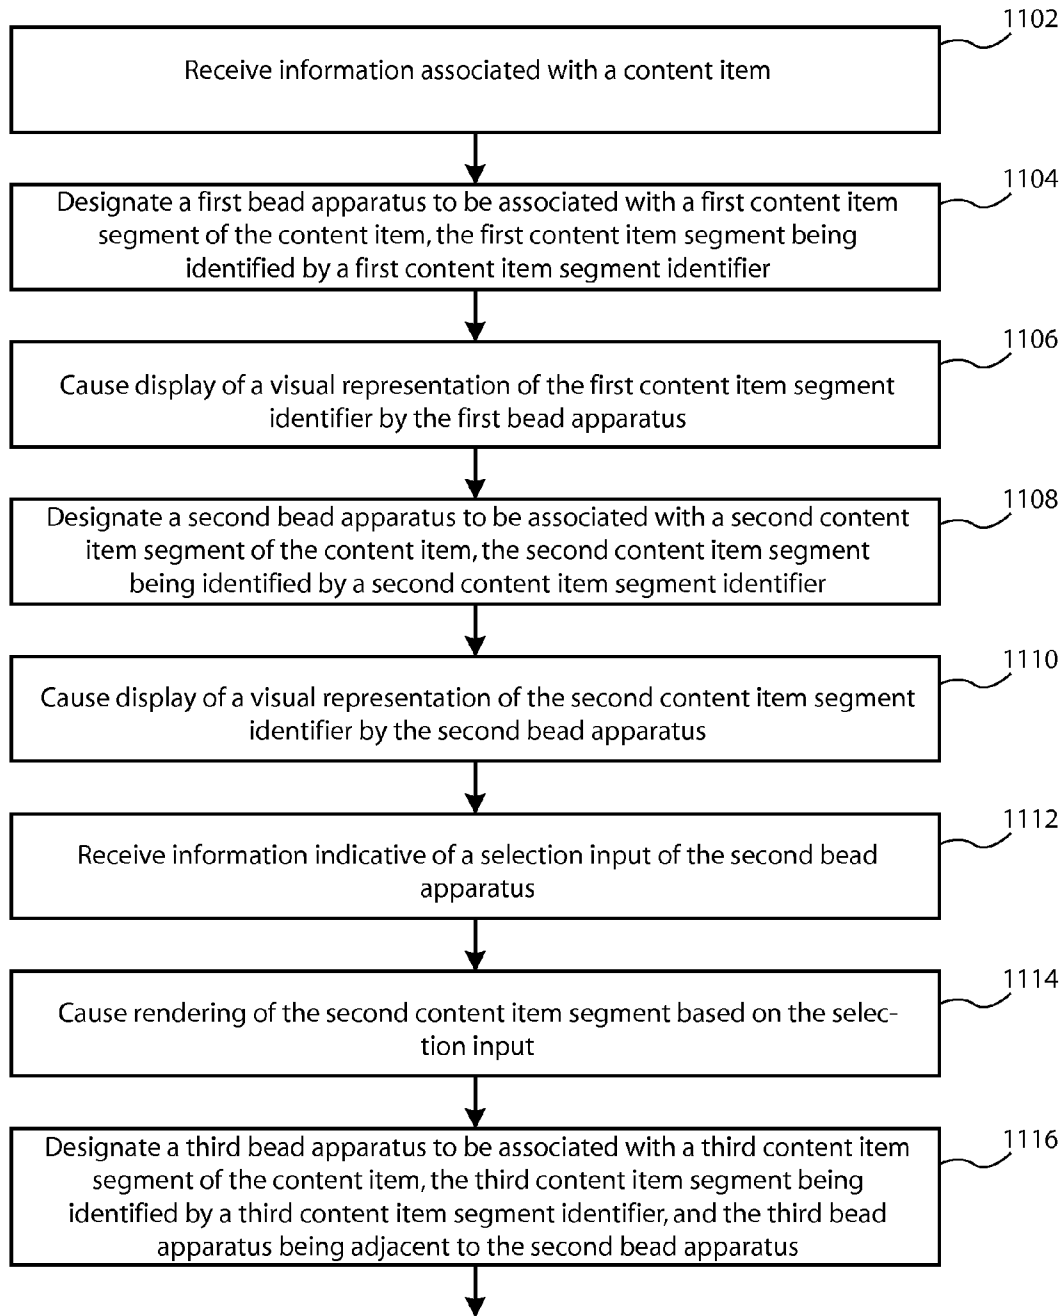 1102
Receive information associated with a content item
1104
Designate a first bead apparatus to be associated with a first content item
segment of the content item, the first content item segment being
identified by a first content item segment identifier
1106
Cause display of a visual representation of the first content item segment
identifier by the first bead apparatus
1108
Designate a second bead apparatus to be associated with a second content
item segment of the content item, the second content item segment
being identified by a second content item segment identifier
1110
Cause display of a visual representation of the second content item segment
identifier by the second bead apparatus
1112
Receive information indicative of a selection input of the second bead
apparatus
1114
Cause rendering of the second content item segment based on the selec-
tion input
1116
Designate a third bead apparatus to be associated with a third content item
segment of the content item, the third content item segment being
identified by a third content item segment identifier, and the third bead
apparatus being adjacent to the second bead apparatus